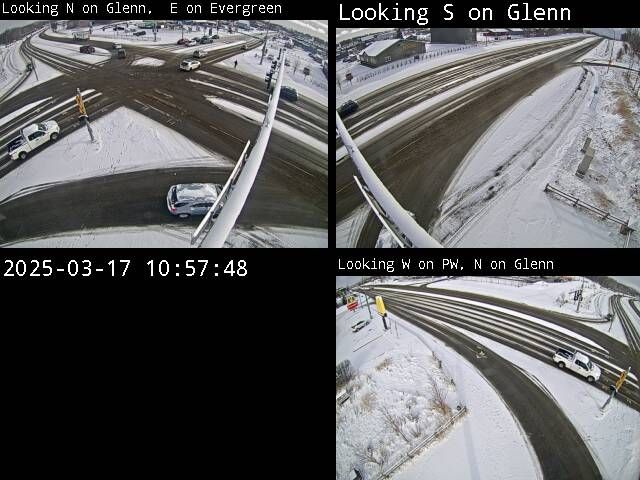 Looking N on Glenn,  E on Evergreen
Looking S on Glenn
2025-03-17 10:57:48
Looking W on PW, N on Glenn